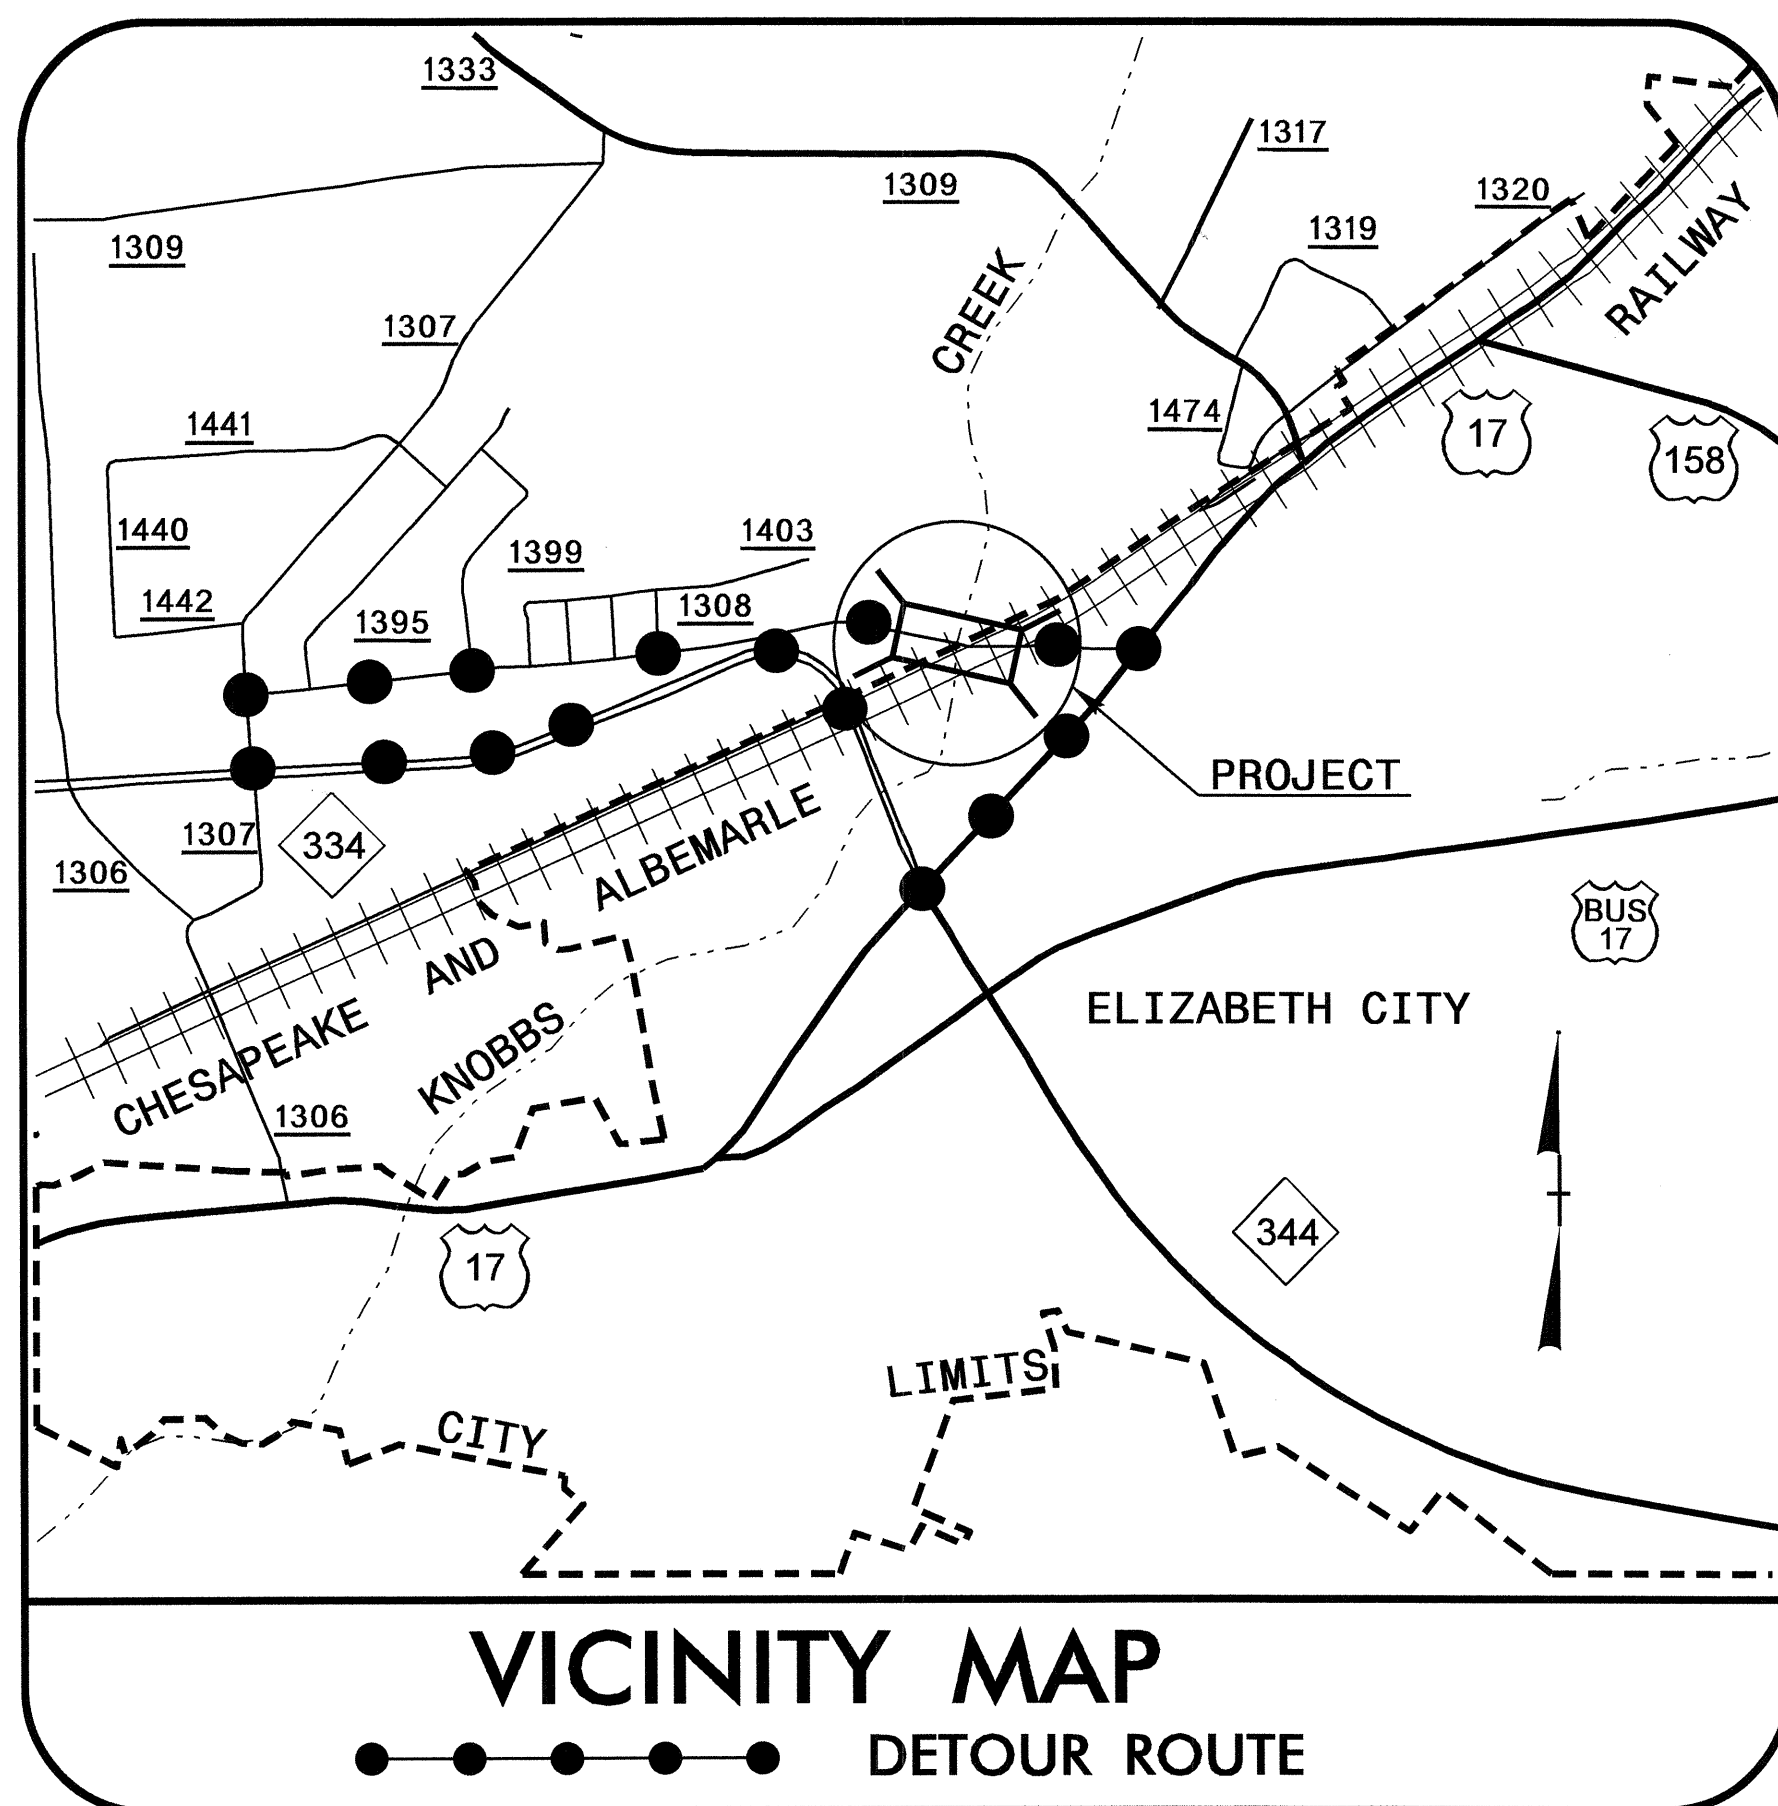 1333
1317
1309
1320
1319
1309
RAILWAY
CREEK
1307
1474
17
158
1441
1440
1403
1399
1442
1308
1395
PROJECT
1307
334
ALBEMARLE
1306
BUS
17
AND
ELIZABETH CITY
CHESAPEAKE
KNOBBS
1306
344
17
LIMITS
CITY
VICINITY MAP
DETOUR ROUTE